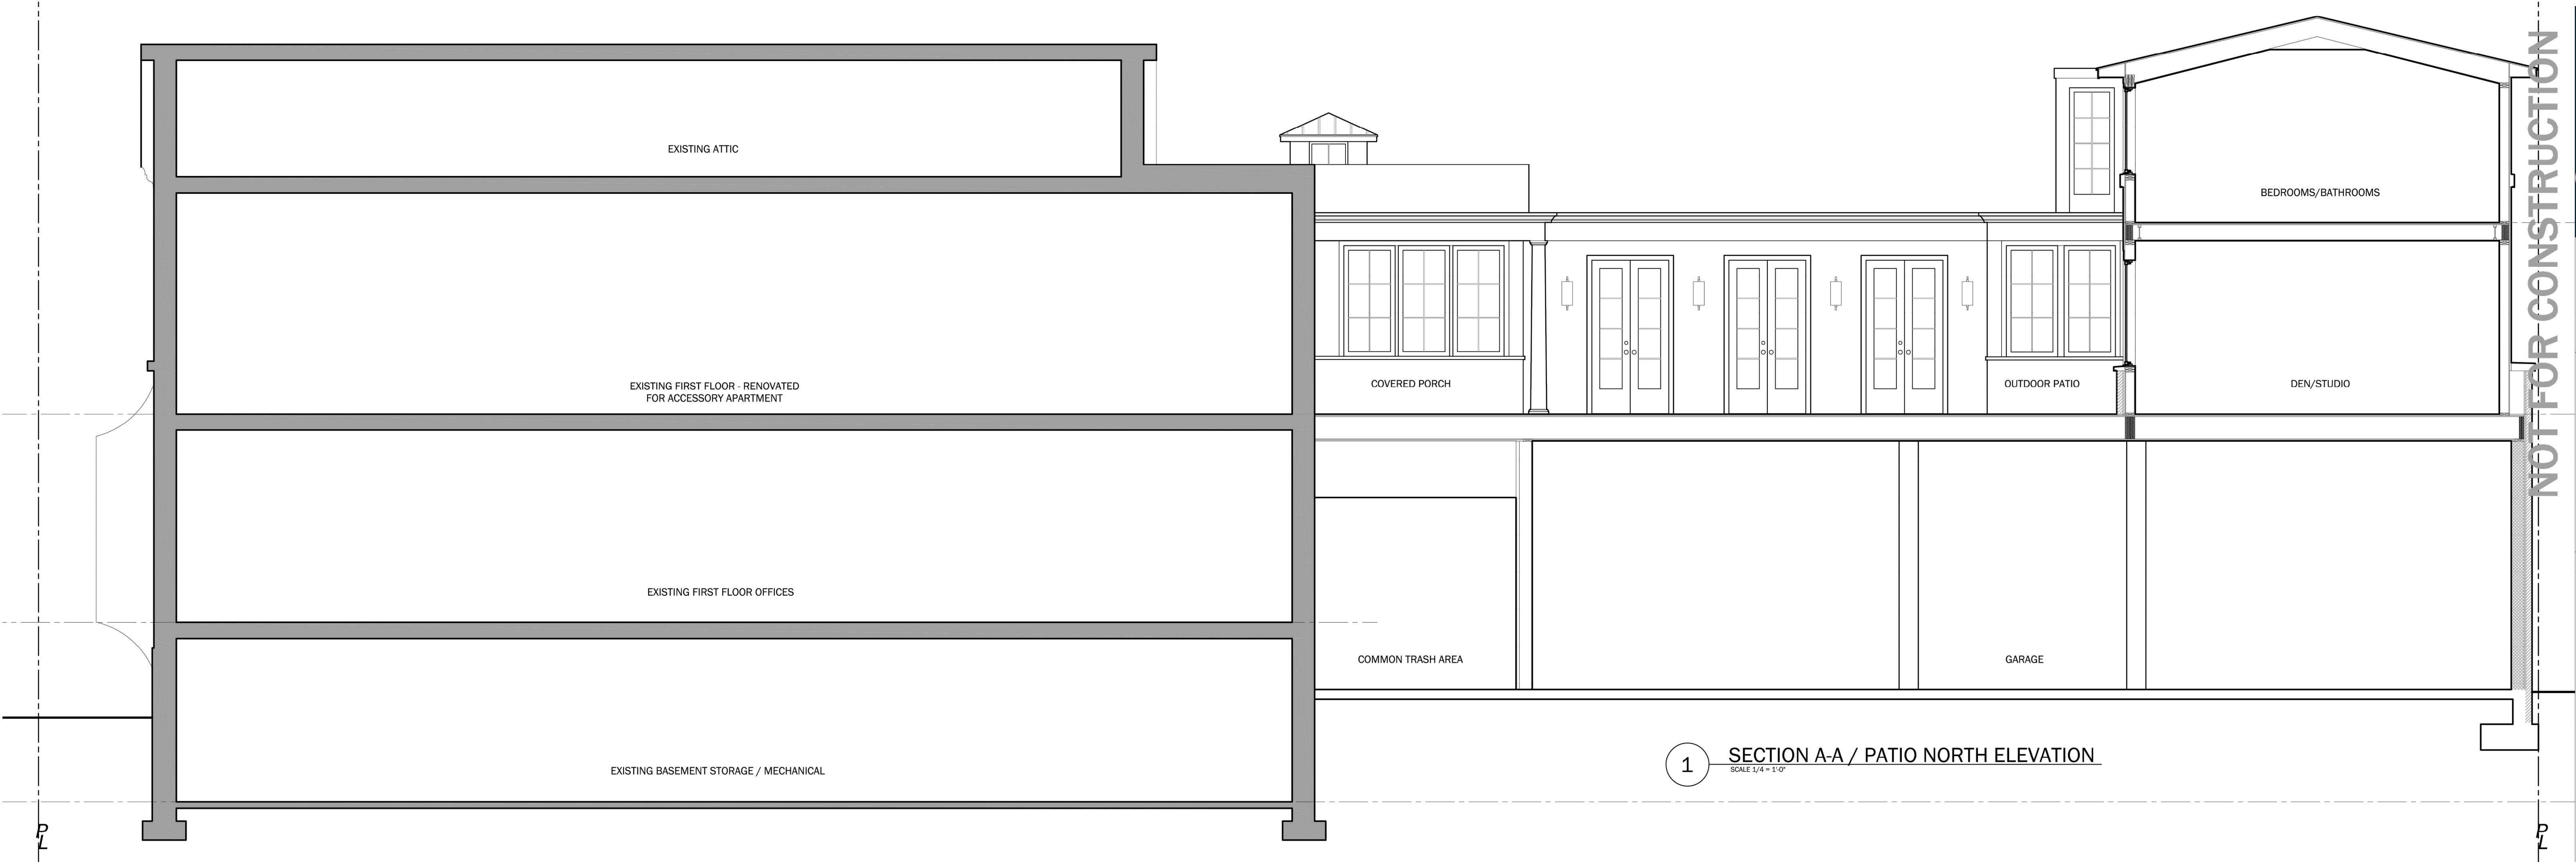 NOT FOR CONSTRUCTION
EXISTING ATTIC
BEDROOMS/BATHROOMS
EXISTING FIRST FLOOR - RENOVATED
FOR ACCESSORY APARTMENT
COVERED PORCH
OUTDOOR PATIO
DEN/STUDIO
EXISTING FIRST FLOOR OFFICES
COMMON TRASH AREA
GARAGE
EXISTING BASEMENT STORAGE / MECHANICAL
1
SECTION A-A / PATIO NORTH ELEVATION
SCALE 1/4 = 1'-0"
PL
PL